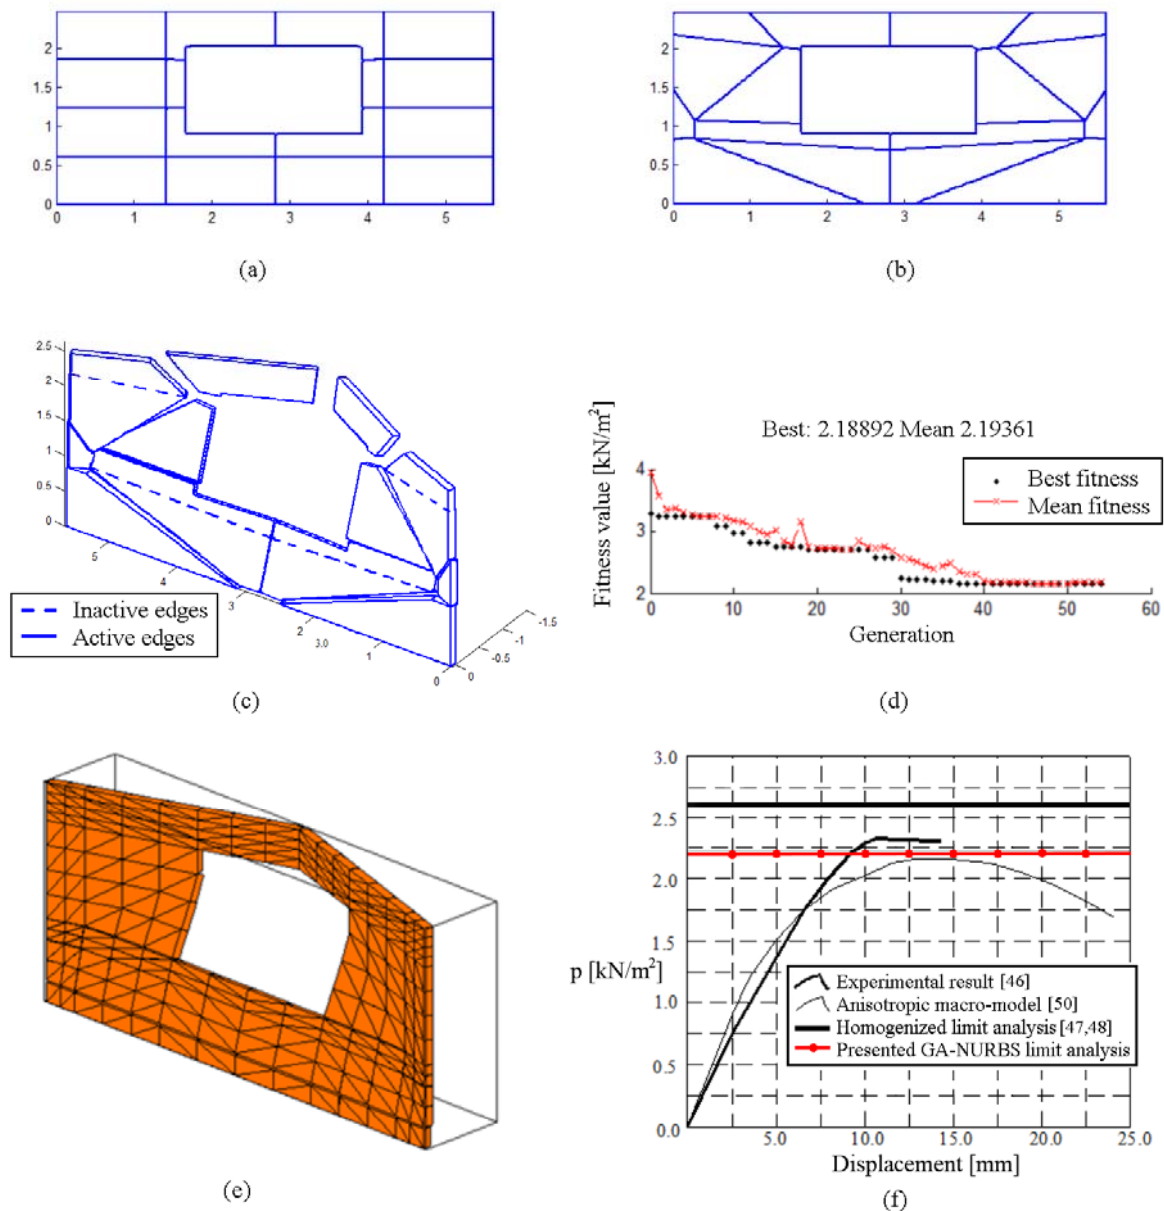 2
1.5
1
0.5
0
0 1 2 3 4 5
(a)
2
1.5
1
0.5
0
0 1 2 3 4 5
(b)
2.5
2
1.5
1
0.5
0
5
4
3
2
3.0
1
0
0
-0.5
-1
-1.5
Inactive edges
Active edges
(c)
Best: 2.18892 Mean 2.19361
Fitness value [kN/m²]
4
3
2
0 10 20 30 40 50 60
Generation
Best fitness
Mean fitness
(d)
(e)
3.0
2.5
2.0
1.5
1.0
0.5
0.0
p [kN/m²]
5.0 10.0 15.0 20.0 25.0
Displacement [mm]
Experimental result [46]
Anisotropic macro-model [50]
Homogenized limit analysis [47,48]
Presented GA-NURBS limit analysis
(f)